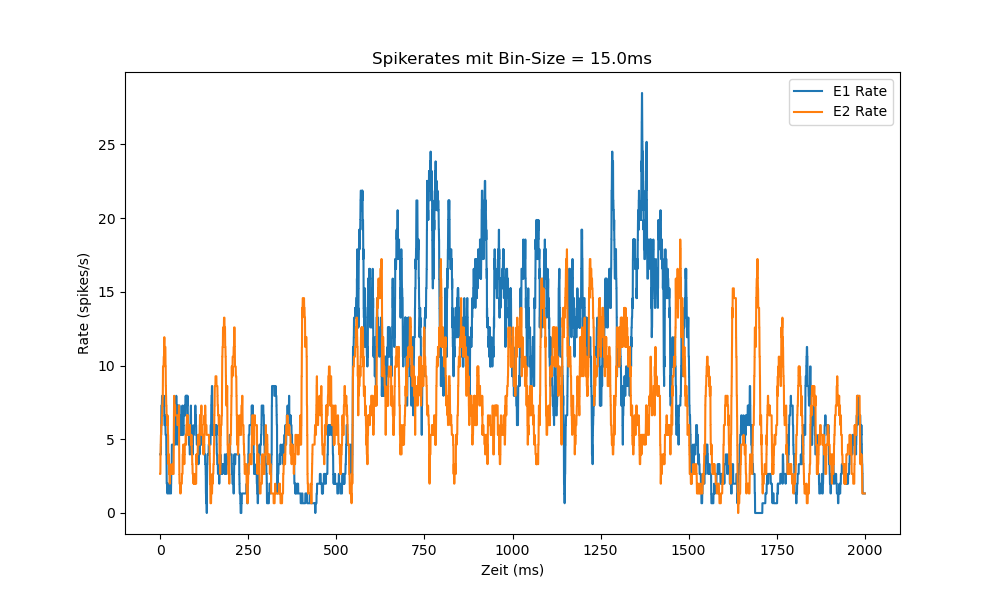 Spikerates mit Bin-Size = 15.0ms
E1 Rate
E2 Rate
25
20
15
10
5
0
Rate (spikes/s)
0 250 500 750 1000 1250 1500 1750 2000
Zeit (ms)